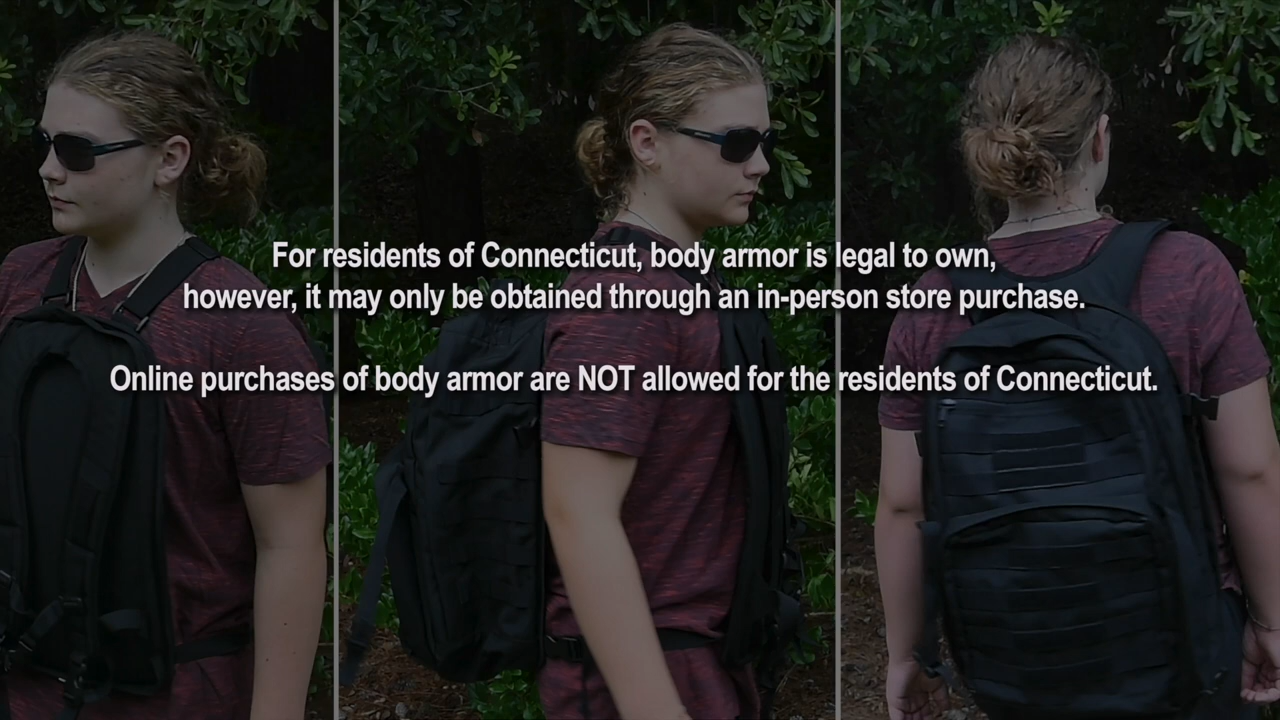 For residents of Connecticut, body armor is legal to own,
however, it may only be obtained through an in-person store purchase.
Online purchases of body armor are NOT allowed for the residents of Connecticut.